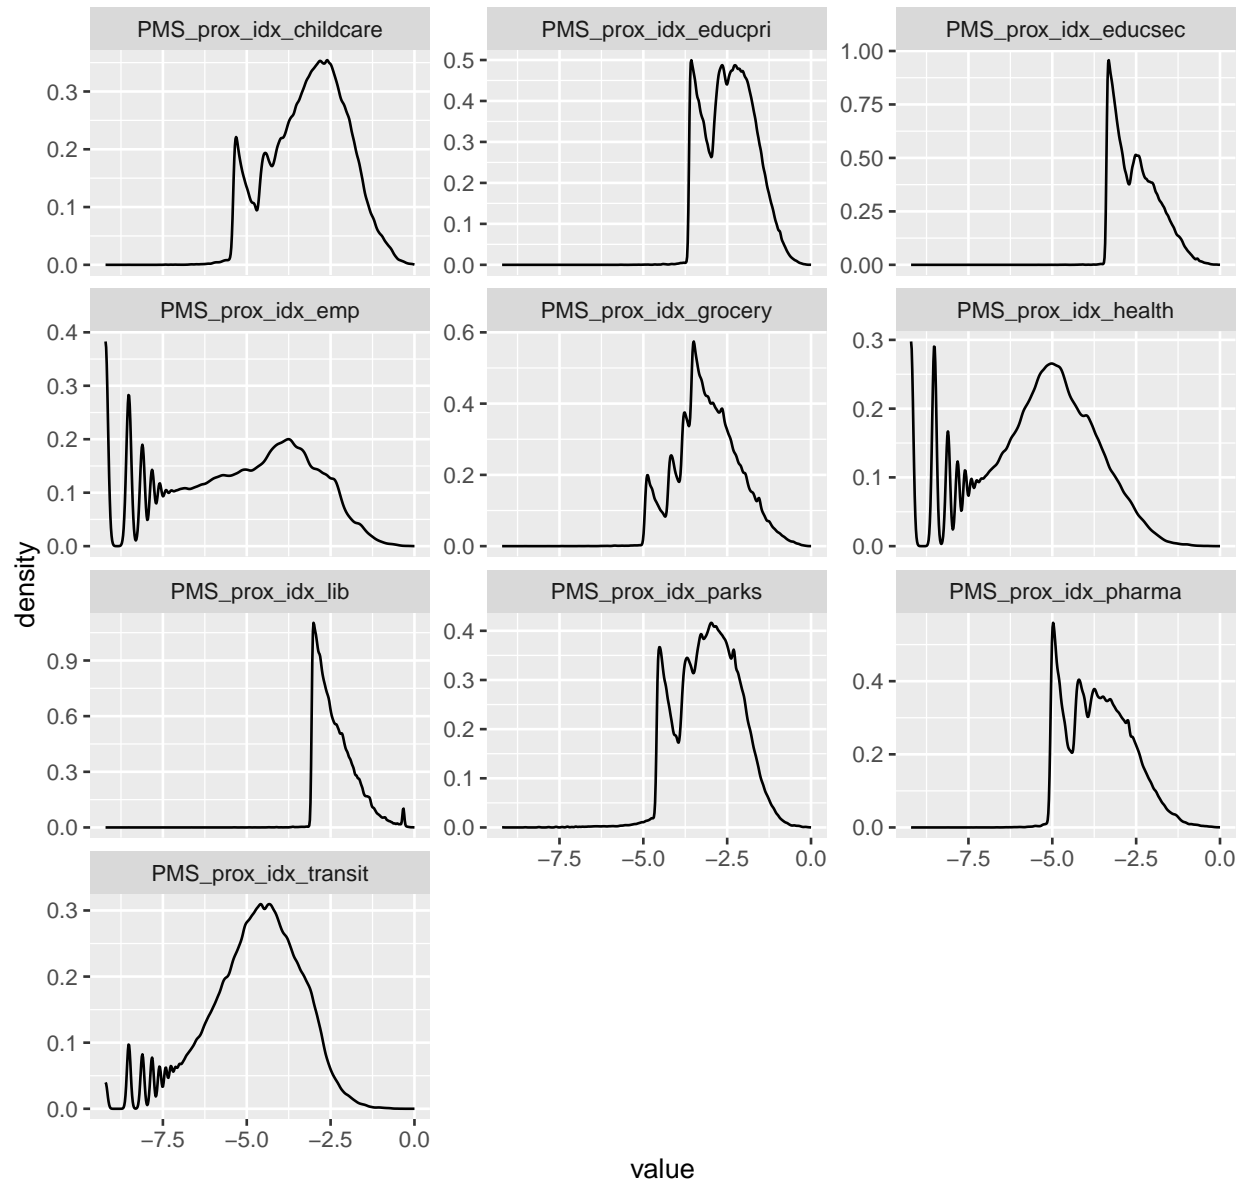 PMS_prox_idx_childcare
PMS_prox_idx_educpri
PMS_prox_idx_educsec
0.3
0.2
0.1
0.0
0.5
0.4
0.3
0.2
0.1
0.0
1.00
0.75
0.50
0.25
0.00
PMS_prox_idx_emp
PMS_prox_idx_grocery
PMS_prox_idx_health
0.4
0.3
0.2
0.1
0.0
0.6
0.4
0.2
0.0
0.3
0.2
0.1
0.0
density
PMS_prox_idx_lib
PMS_prox_idx_parks
PMS_prox_idx_pharma
0.9
0.6
0.3
0.0
0.4
0.3
0.2
0.1
0.0
−7.5 −5.0 −2.5 0.0
0.4
0.2
0.0
−7.5 −5.0 −2.5 0.0
PMS_prox_idx_transit
0.3
0.2
0.1
0.0
−7.5 −5.0 −2.5 0.0
value